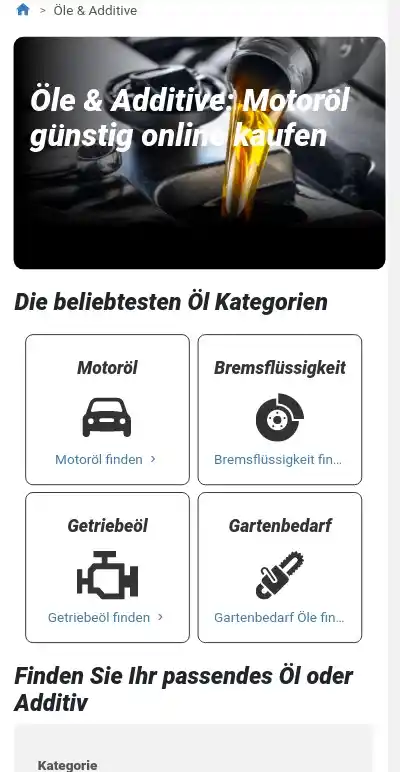 > Öle & Additive
Öle & Additive: Motoröl
günstig online kaufen
Die beliebtesten Öl Kategorien
Motoröl
Bremsflüssigkeit
Motoröl finden >
Bremsflüssigkeit fin...
Getriebeöl
Gartenbedarf
Getriebeöl finden >
Gartenbedarf Öle fin...
Finden Sie Ihr passendes Öl oder
Additiv
Kategorie